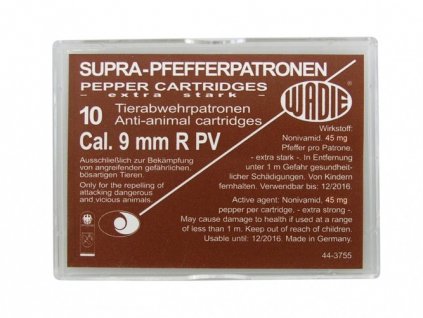 SUPRA-PFEFFERPATRONEN
PEPPER CARTRIDGES
- extra stark -
10 Tierabwehrpatronen
Anti-animal cartridges
Cal. 9 mm R PV
Ausschließlich zur Bekämpfung
von angreifenden gefährlichen,
bösartigen Tieren.
Only for the repelling of
attacking dangerous
and vicious animals.
WADIE
Wirkstoff:
Nonivamid. 45 mg
Pfeffer pro Patrone.
- extra stark -. In Entfernung
unter 1 m Gefahr gesundheit-
licher Schädigungen. Von Kindern
fernhalten. Verwendbar bis: 12/2016.
Active agent: Nonivamid, 45 mg
pepper per cartridge. - extra strong -.
May cause damage to health if used at a range
of less than 1 m. Keep out of reach of children.
Usable until: 12/2016. Made in Germany.
44-3755